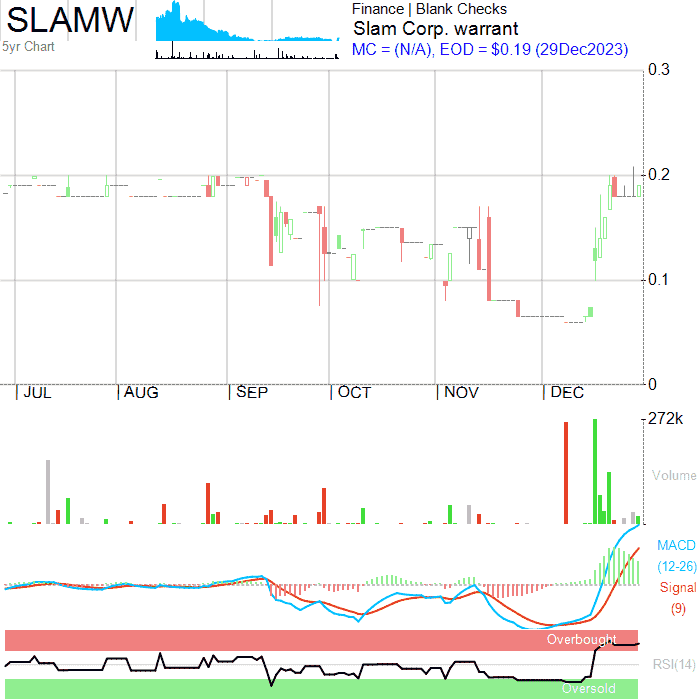 SLAMW
5yr Chart
Finance | Blank Checks
Slam Corp. warrant
MC = (N/A), EOD = $0.19 (29Dec2023)
0.3
0.2
0.1
0
JUL AUG SEP OCT NOV DEC
272k
Volume
MACD
(12-26)
Signal
(9)
Overbought
RSI(14)
Oversold